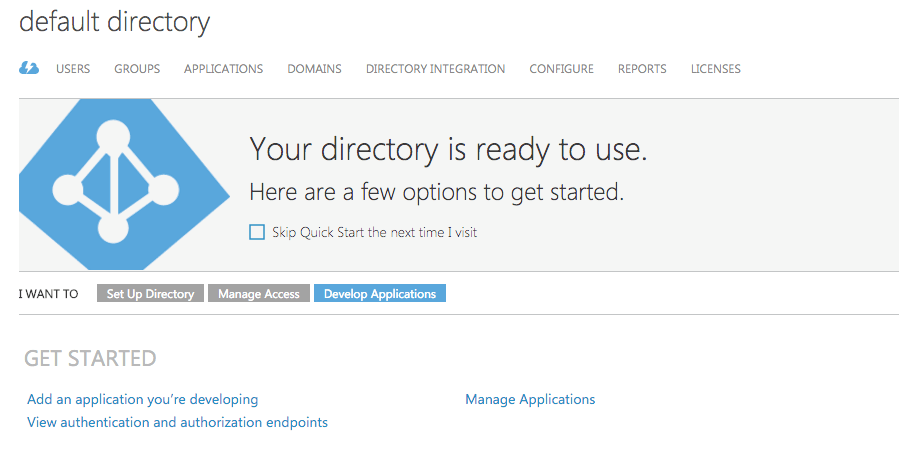 default directory
USERS GROUPS APPLICATIONS DOMAINS DIRECTORY INTEGRATION CONFIGURE REPORTS LICENSES
Your directory is ready to use.
Here are a few options to get started.
Skip Quick Start the next time I visit
I WANT TO Set Up Directory Manage Access Develop Applications
GET STARTED
Add an application you're developing Manage Applications
View authentication and authorization endpoints